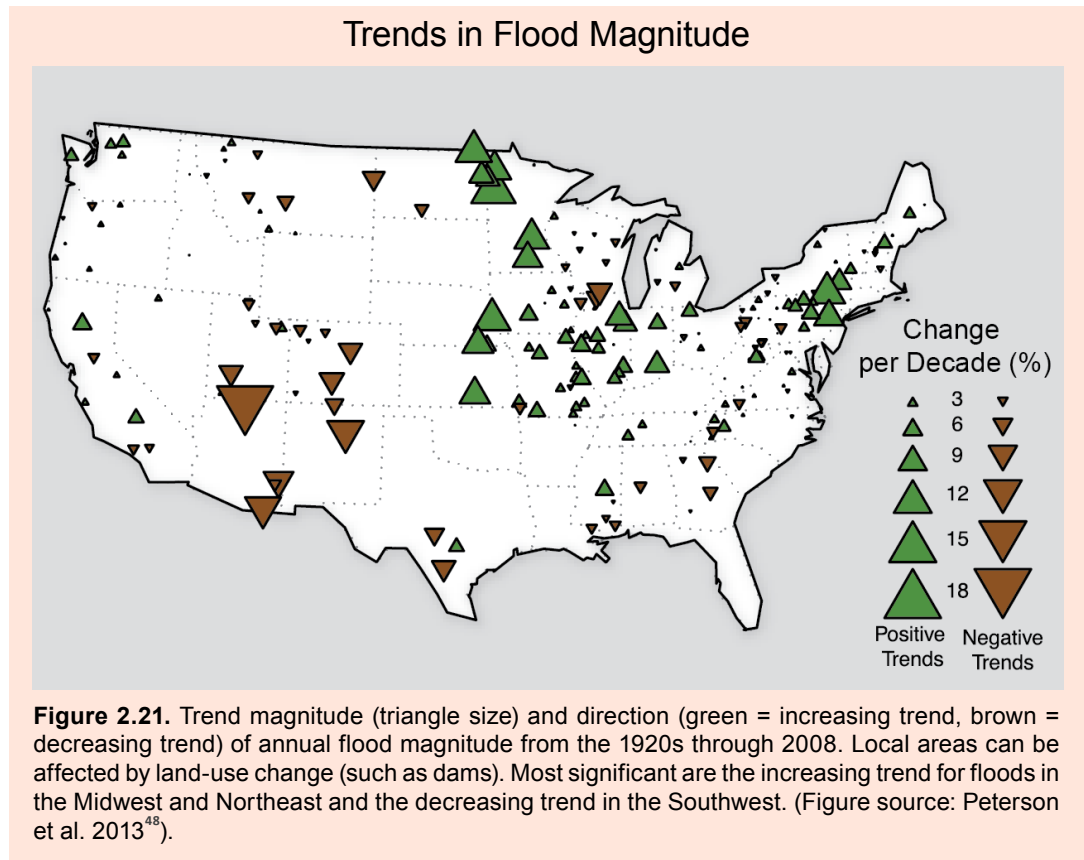 Trends in Flood Magnitude
Change
per Decade (%)
3
6
9
12
15
18
Positive
Trends
Negative
Trends
Figure 2.21. Trend magnitude (triangle size) and direction (green = increasing trend, brown =
decreasing trend) of annual flood magnitude from the 1920s through 2008. Local areas can be
affected by land-use change (such as dams). Most significant are the increasing trend for floods in
the Midwest and Northeast and the decreasing trend in the Southwest. (Figure source: Peterson
et al. 2013⁴⁸).